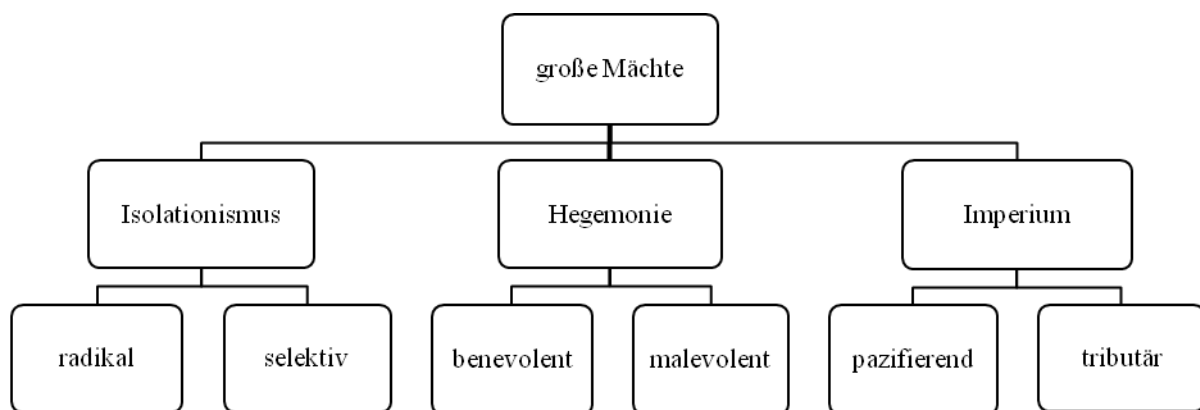 große Mächte
Isolationismus
Hegemonie
Imperium
radikal
selektiv
benevolent
malevolent
pazifierend
tributär